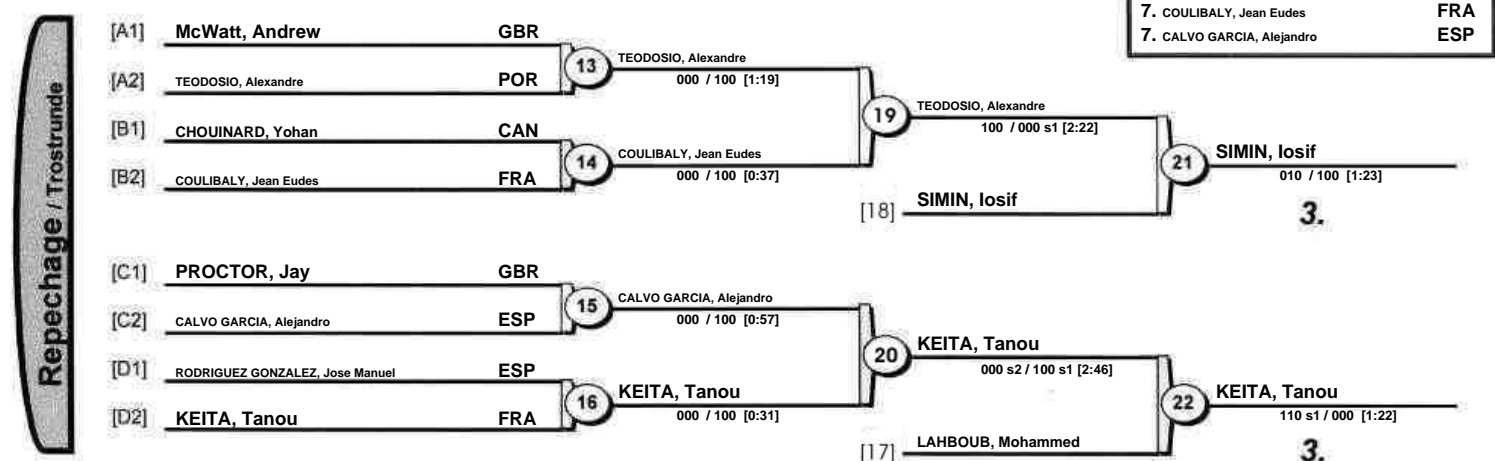 7. COULIBALY, Jean Eudes FRA
7. CALVO GARCIA, Alejandro ESP
Repechage / Trostrunde
[A1] McWatt, Andrew GBR
13 TEODOSIO, Alexandre
000 / 100 [1:19]
[A2] TEODOSIO, Alexandre POR
19 TEODOSIO, Alexandre
100 / 000 s1 [2:22]
[B1] CHOUINARD, Yohan CAN
14 COULIBALY, Jean Eudes
000 / 100 [0:37]
[B2] COULIBALY, Jean Eudes FRA
21 SIMIN, Iosif
010 / 100 [1:23]
[18] SIMIN, Iosif
3.
[C1] PROCTOR, Jay GBR
15 CALVO GARCIA, Alejandro
000 / 100 [0:57]
[C2] CALVO GARCIA, Alejandro ESP
20 KEITA, Tanou
000 s2 / 100 s1 [2:46]
[D1] RODRIGUEZ GONZALEZ, Jose Manuel ESP
16 KEITA, Tanou
000 / 100 [0:31]
[D2] KEITA, Tanou FRA
22 KEITA, Tanou
110 s1 / 000 [1:22]
[17] LAHBOUB, Mohammed
3.